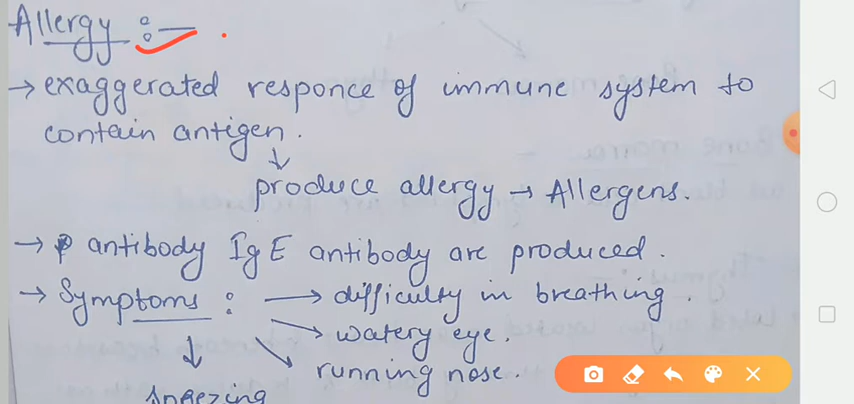 Allergy :-
→ exaggerated responce of immune system to
contain antigen.
↓
produce allergy → Allergens.
→ antibody IgE antibody are produced.
→ Symptoms : → difficulty in breathing.
→ watery eye.
↓ → running nose.
sneezing